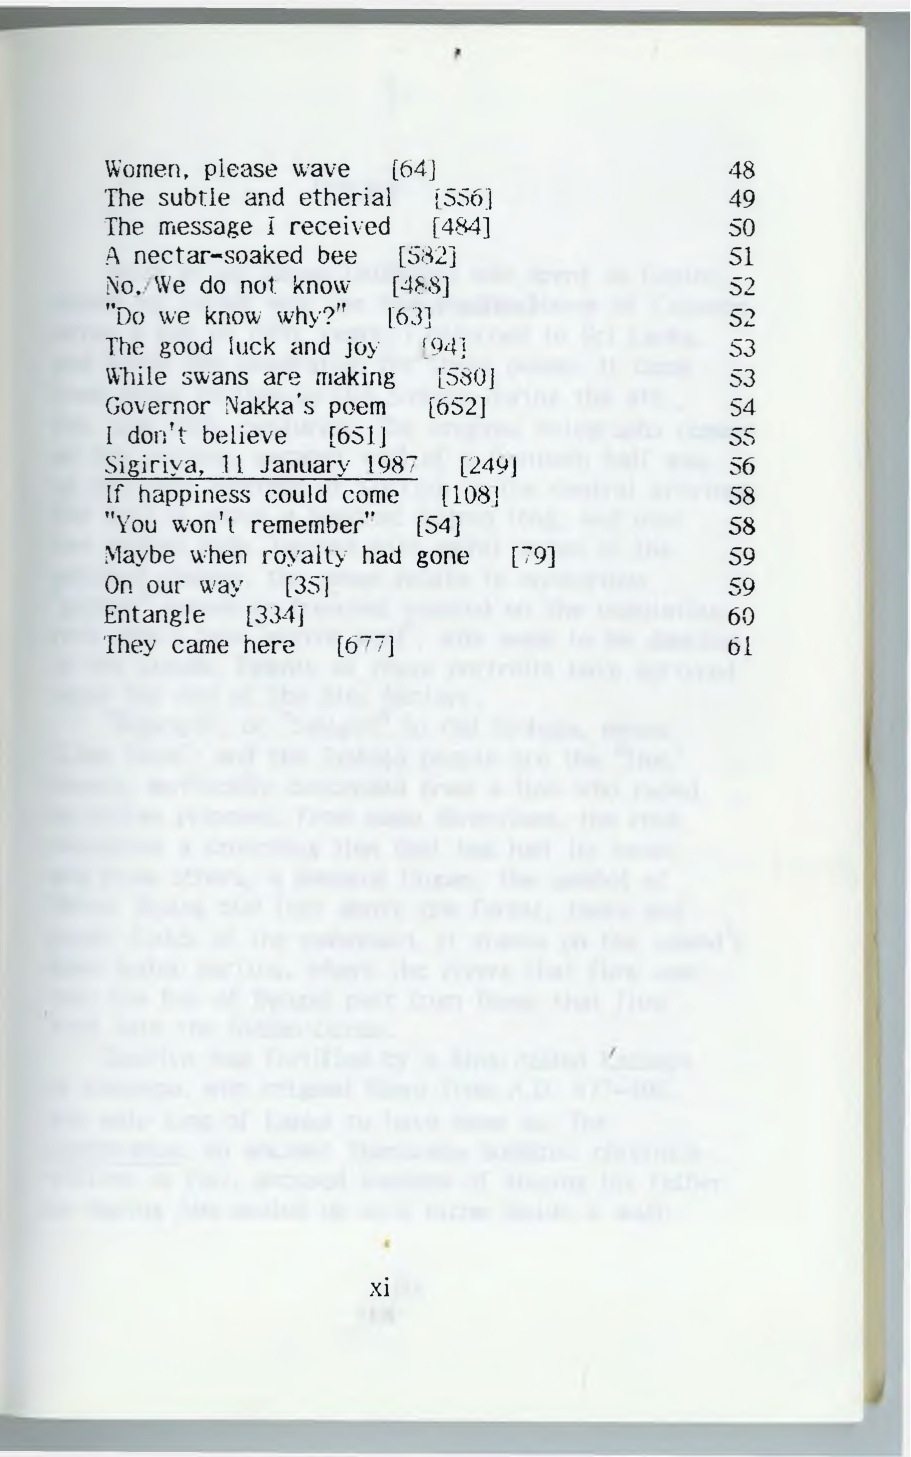 Women, please wave [64] 48
The subtle and etherial [556] 49
The message I received [484] 50
A nectar-soaked bee [582] 51
No,/We do not know [488] 52
"Do we know why?" [63] 52
The good luck and joy [94] 53
While swans are making [580] 53
Governor Nakka's poem [652] 54
I don't believe [651] 55
Sigiriya, 11 January 1987 [249] 56
If happiness could come [108] 58
"You won't remember" [54] 58
Maybe when royalty had gone [79] 59
On our way [35] 59
Entangle [334] 60
They came here [677] 61
xi